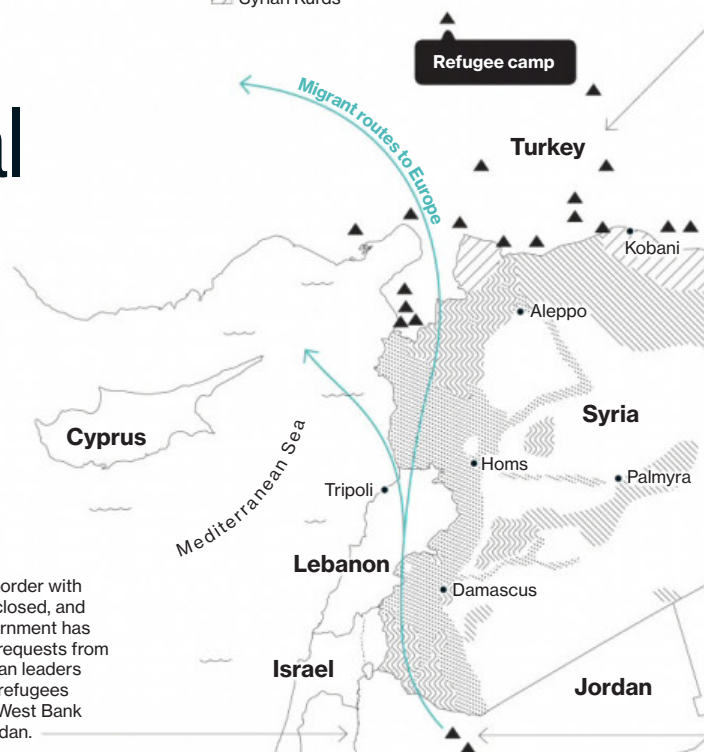 Syrian Kurds
Refugee camp
Migrant routes to Europe
al
Turkey
Kobani
Aleppo
Cyprus
Syria
Mediterranean Sea
Homs
Palmyra
Tripoli
Lebanon
Damascus
order with
closed, and
rnment has
requests from
an leaders
refugees
West Bank
dan.
Israel
Jordan